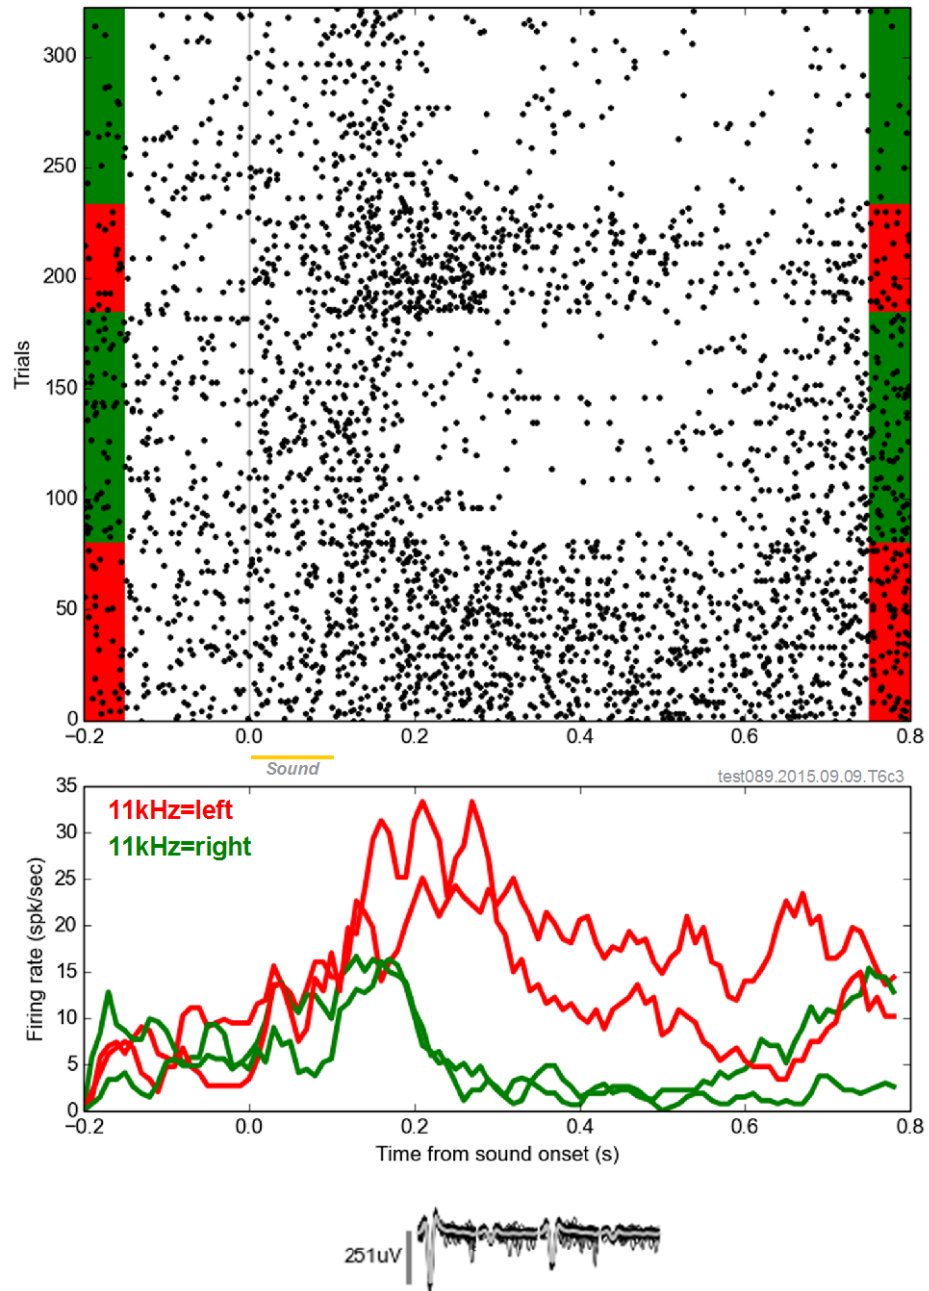 300
250
200
150
100
50
0
Trials
−0.2 0.0 0.2 0.4 0.6 0.8
Sound
test089.2015.09.09.T6c3
35
30
25
20
15
10
5
0
Firing rate (spk/sec)
11kHz=left
11kHz=right
−0.2 0.0 0.2 0.4 0.6 0.8
Time from sound onset (s)
251uV